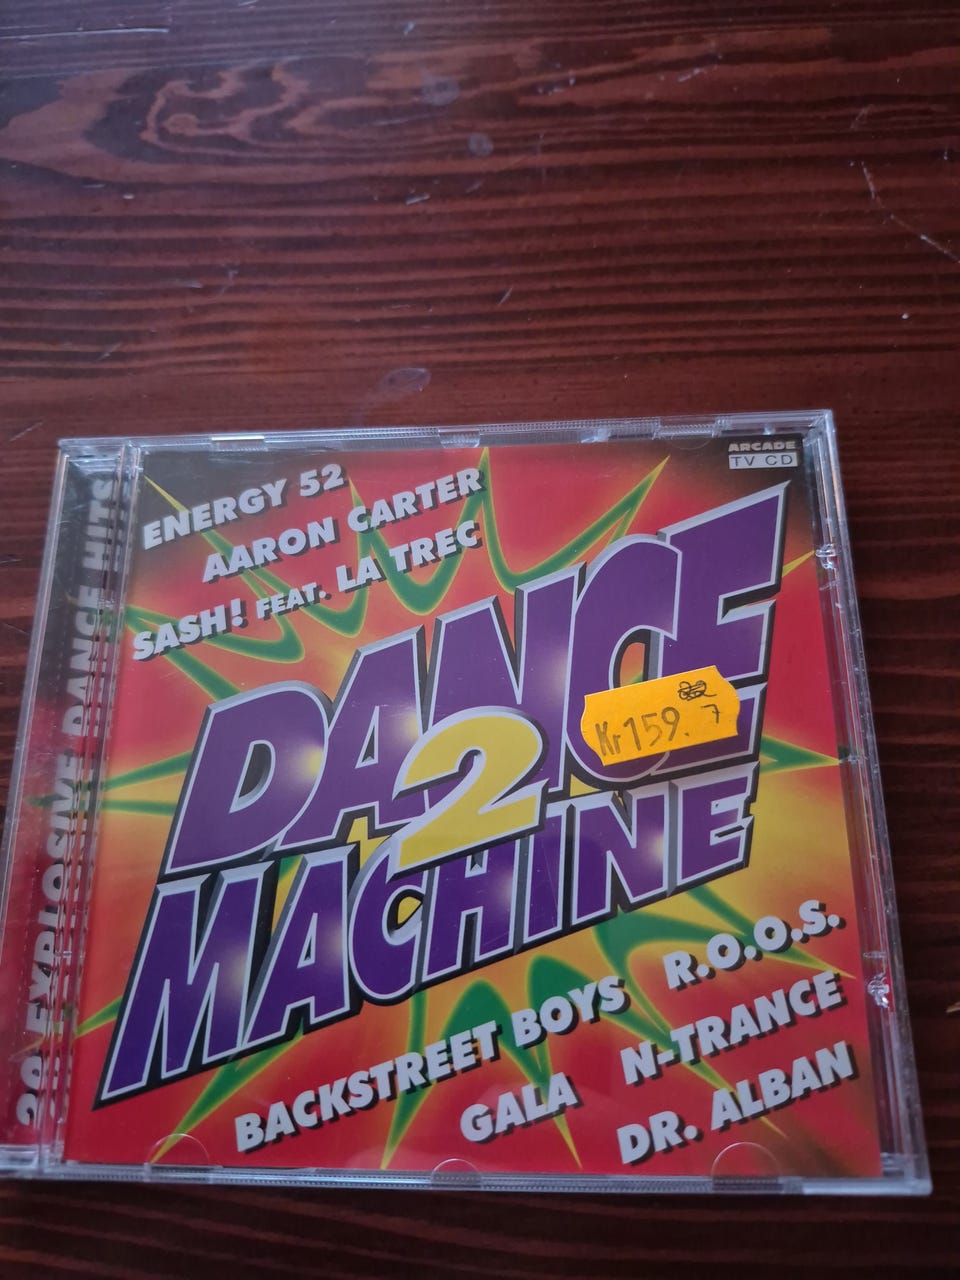 ARCADE
TV CD
ENERGY 52
AARON CARTER
SASH! FEAT. LA TREC
DANCE
2
MACHINE
Kr 159.
7
BACKSTREET BOYS
R.O.O.S.
GALA
N-TRANCE
DR. ALBAN
EXPLOSIVE DANCE HITS